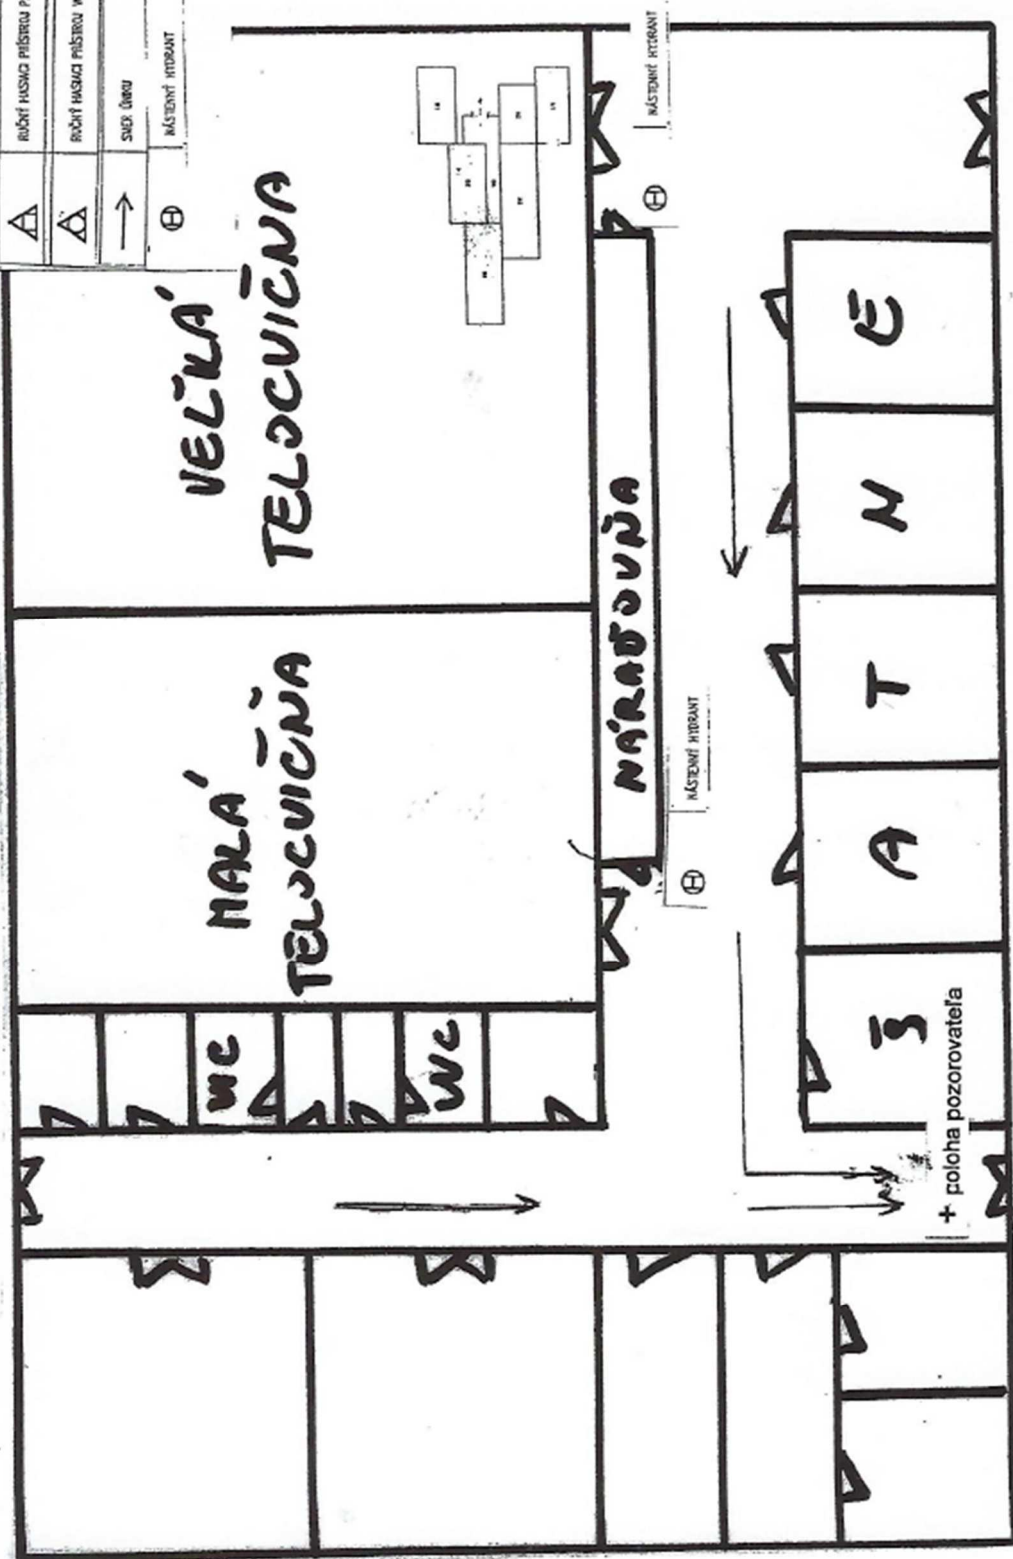 RUČNÝ HASIACI PRÍSTROJ
RUČNÝ HASIACI PRÍSTROJ
SMER ÚNIKU
H NÁSTENNÝ HYDRANT
VEĽKÁ
TELOCVIČŇA
MALÁ
TELOCVIČŇA
WC
WC
NÁRAĎOVŇA
H NÁSTENNÝ HYDRANT
H NÁSTENNÝ HYDRANT
Š A T N E
+ poloha pozorovateľa